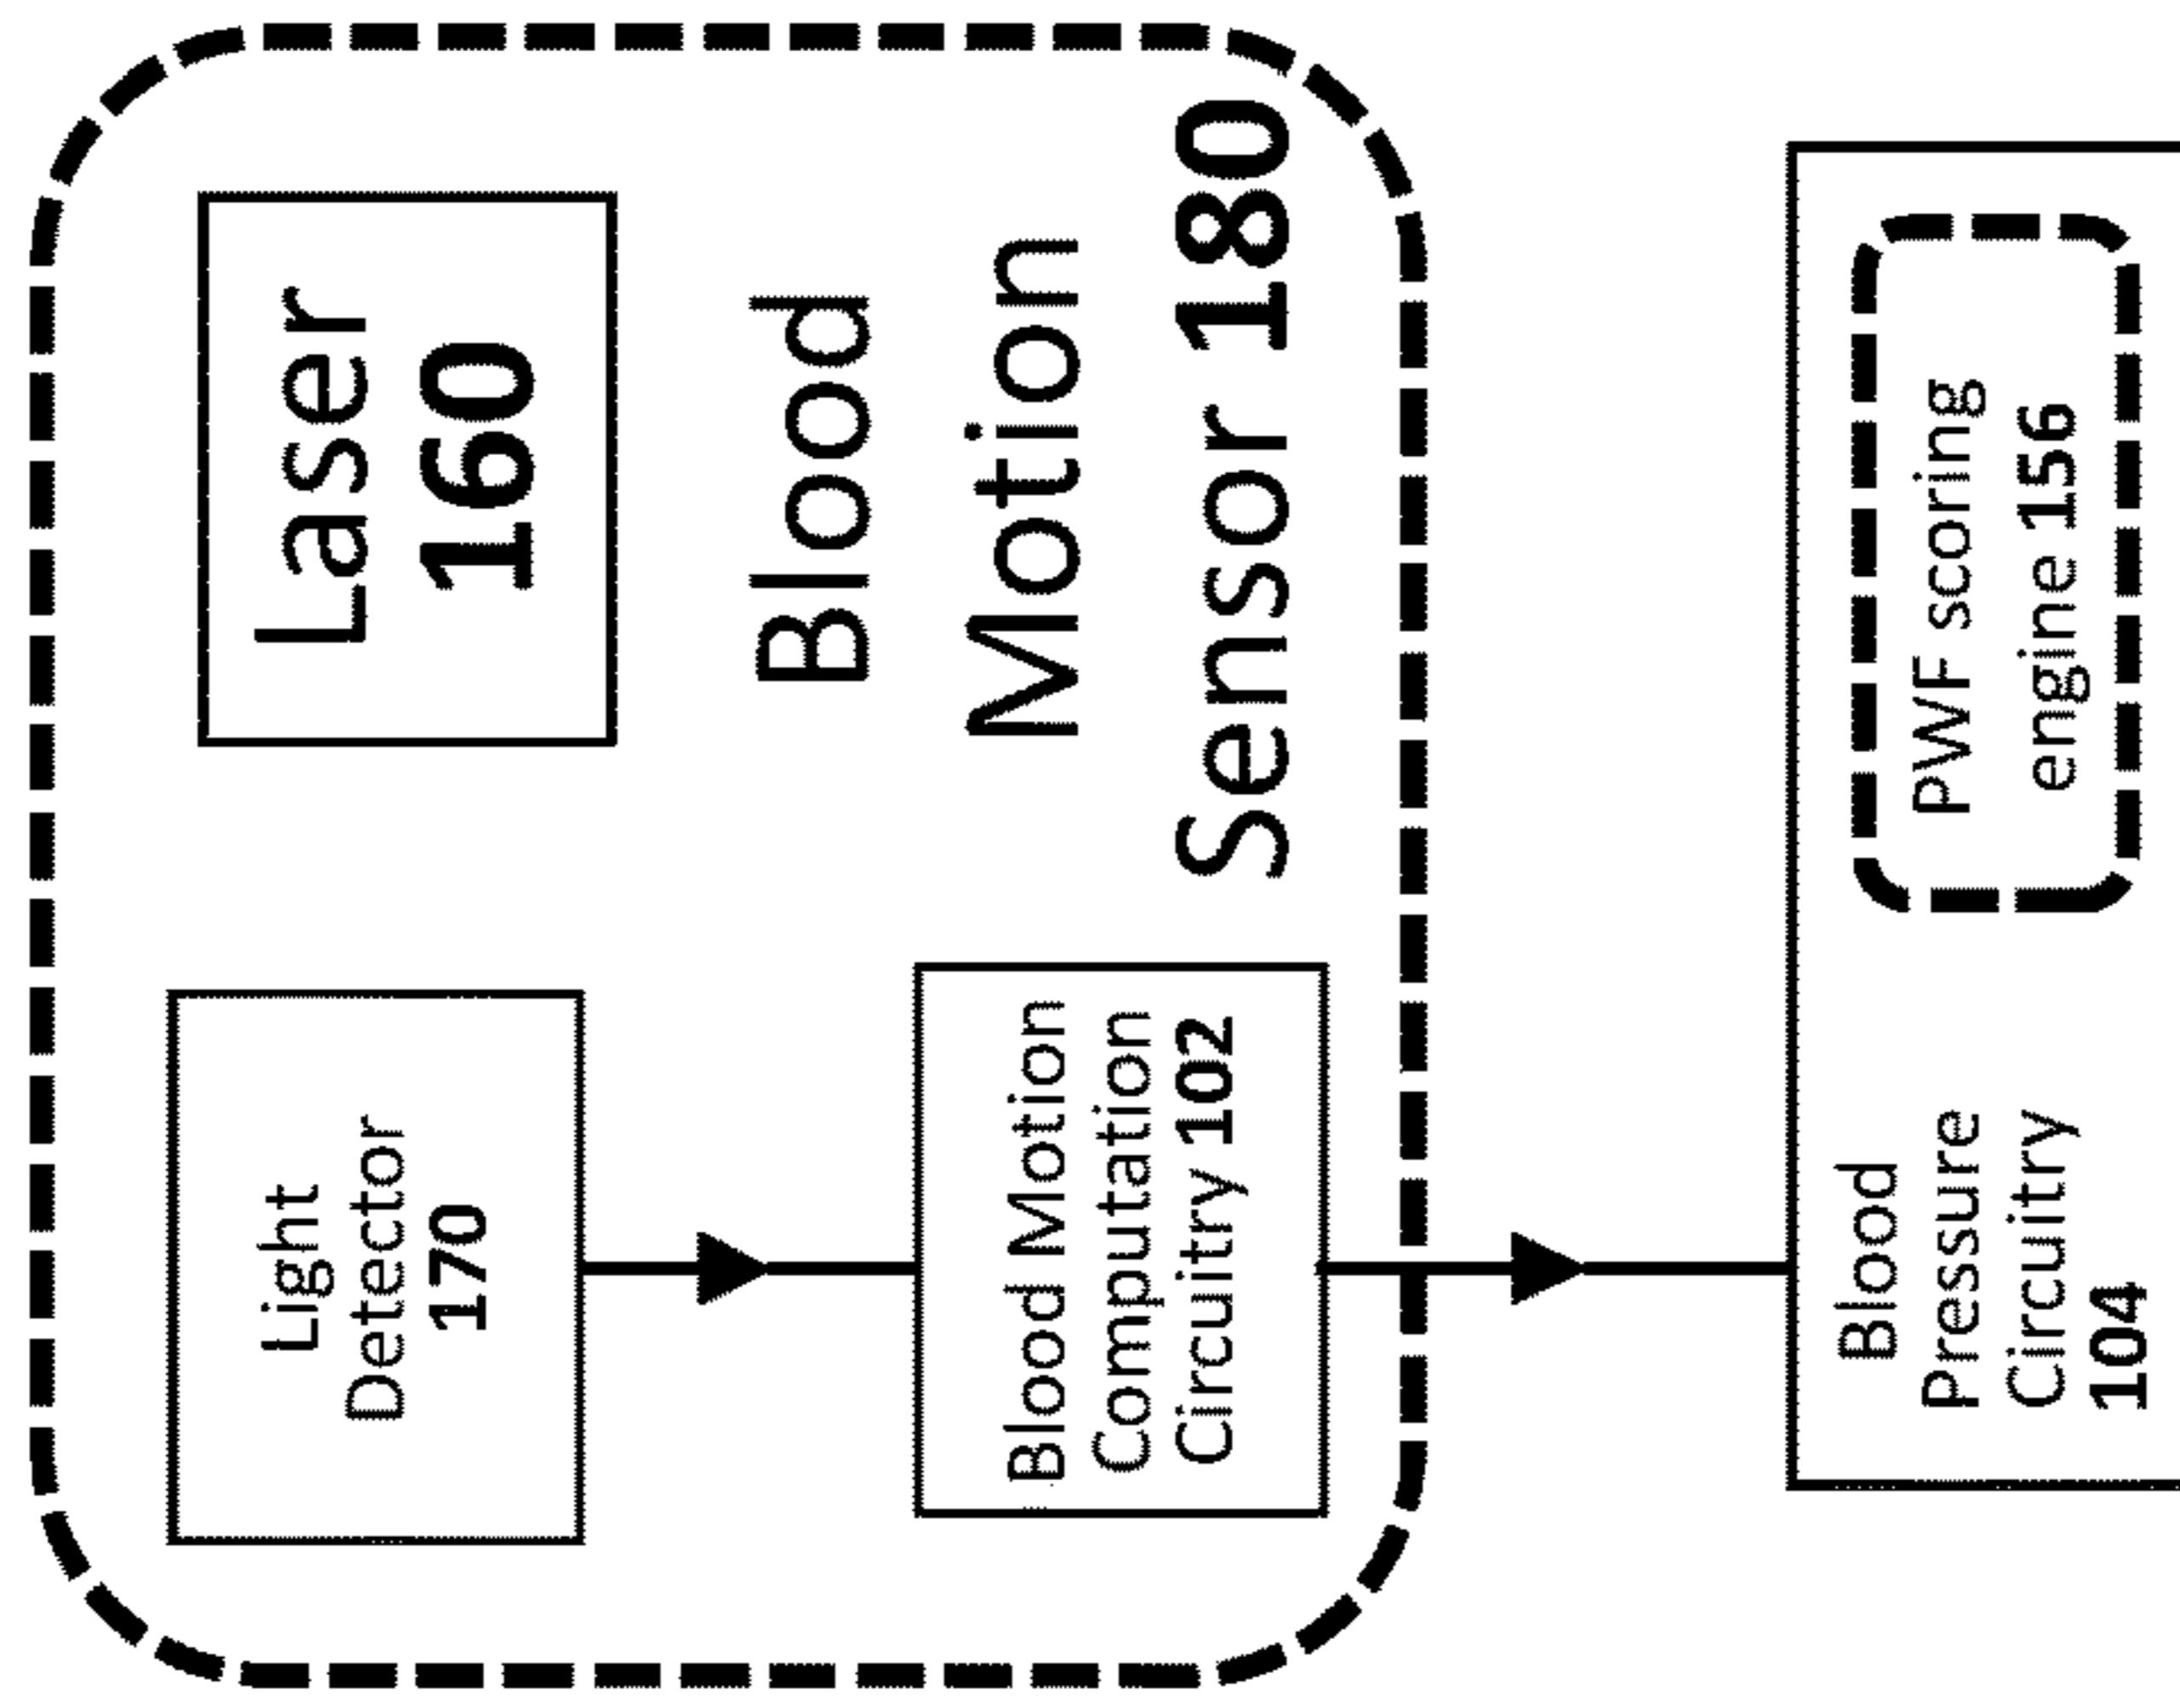 Light
Detector
170
Laser
160
Blood
Motion
Sensor 180
Blood Motion
Computation
Circuitry 102
Blood
Pressure
Circuitry
104
PWF scoring
engine 156